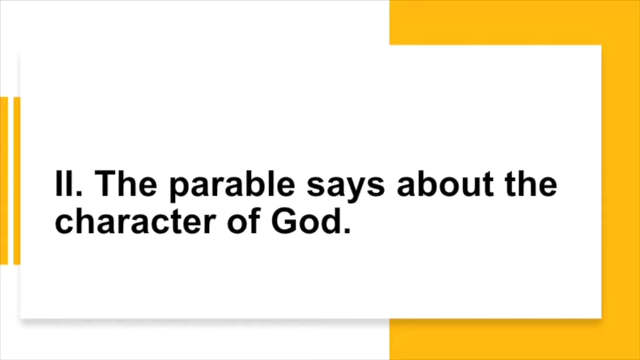 II. The parable says about the
character of God.